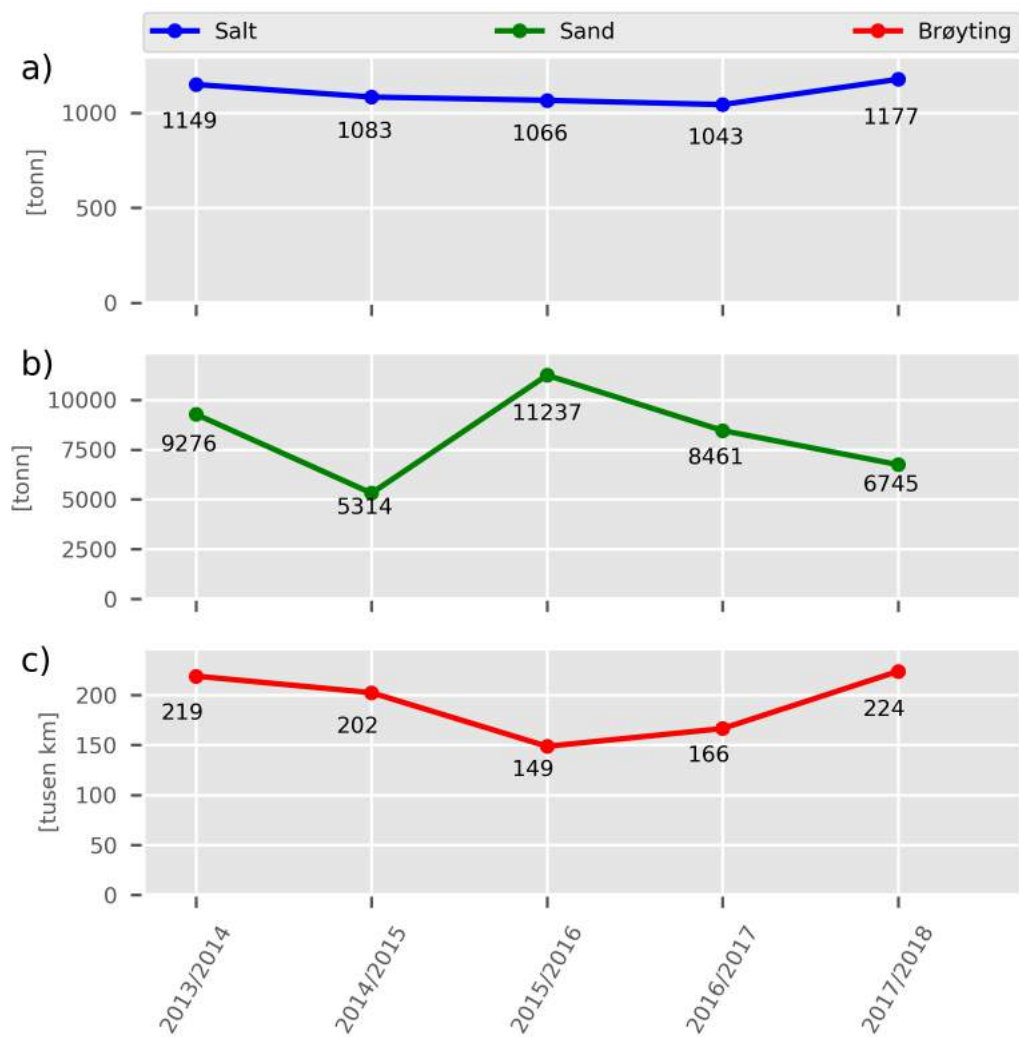 Salt Sand Brøyting
a)
1000
500
0
[tonn]
1149 1083 1066 1043 1177
b)
10000
7500
5000
2500
0
[tonn]
9276 5314 11237 8461 6745
c)
200
150
100
50
0
[tusen km]
219 202 149 166 224
2013/2014 2014/2015 2015/2016 2016/2017 2017/2018